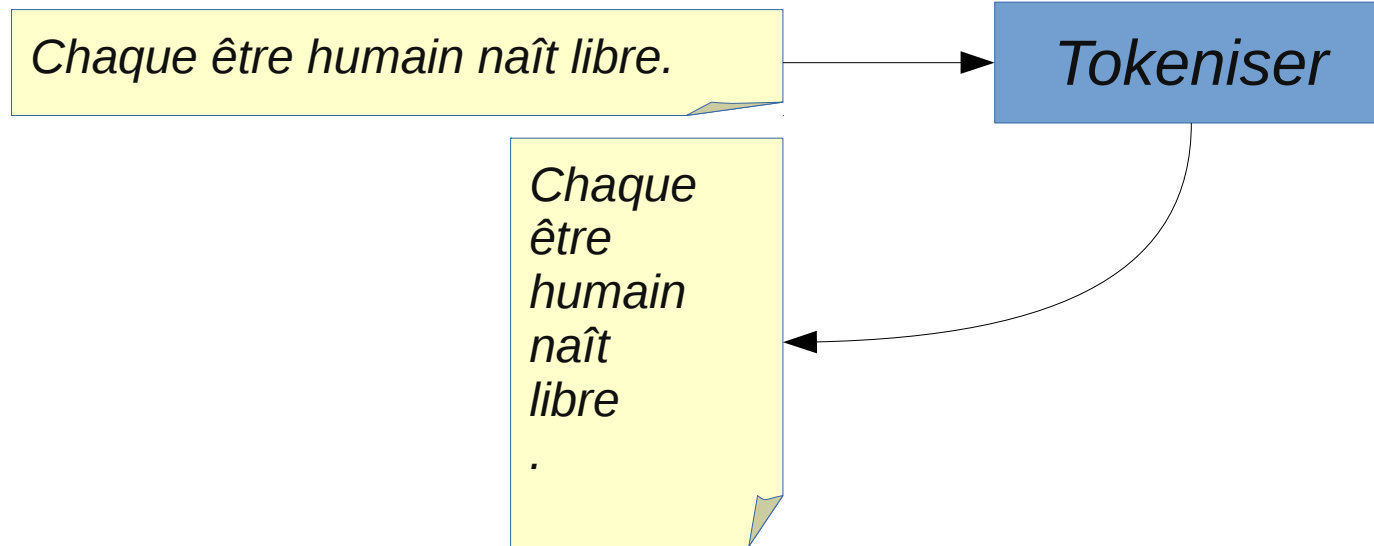 Chaque être humain naît libre.
Tokeniser
Chaque
être
humain
naît
libre
.